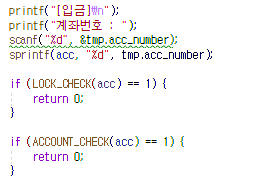 printf("[입금]₩n");
printf("계좌번호 : ");
scanf("%d", &tmp.acc_number);
sprintf(acc, "%d", tmp.acc_number);
if (LOCK_CHECK(acc) == 1) {
return 0;
}
if (ACCOUNT_CHECK(acc) == 1) {
return 0;
}